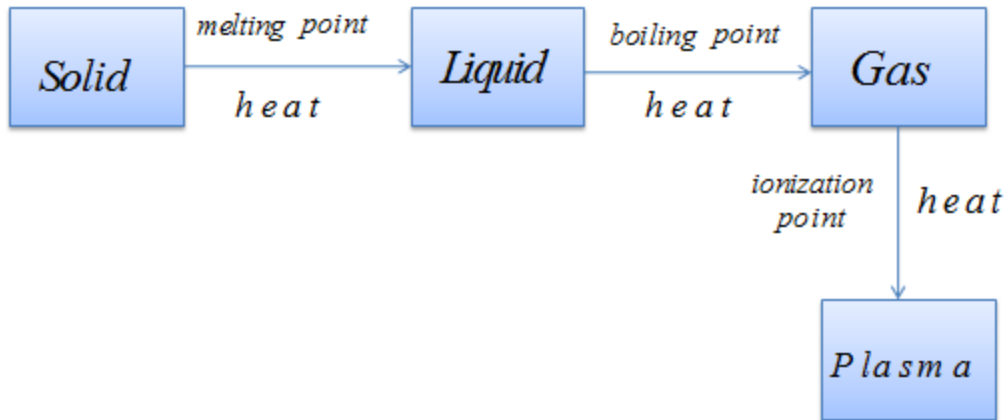 Solid
melting point
heat
Liquid
boiling point
heat
Gas
ionization
point
heat
Plasma